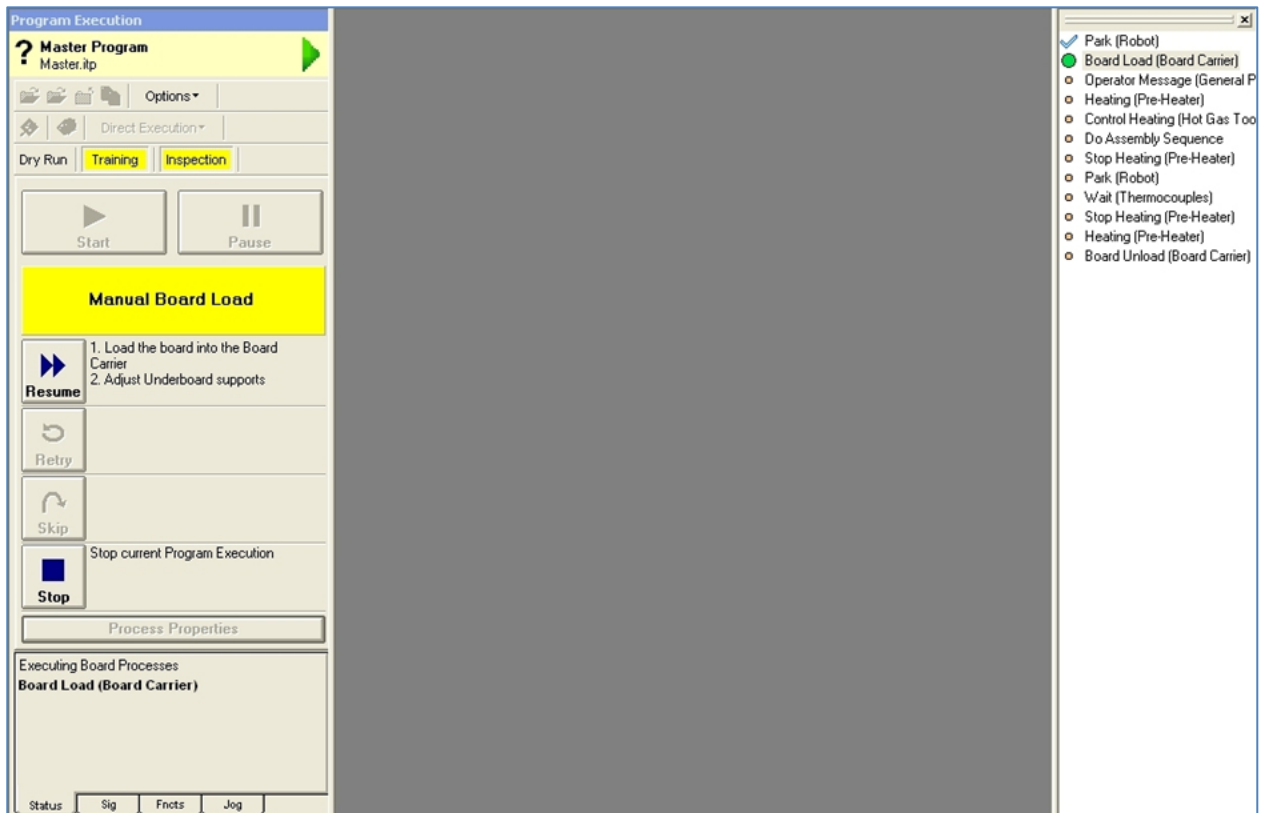 Program Execution
? Master Program
Master.itp
Options
Direct Execution
Dry Run Training Inspection
Start Pause
Manual Board Load
Resume
1. Load the board into the Board
Carrier
2. Adjust Underboard supports
Retry
Skip
Stop current Program Execution
Stop
Process Properties
Executing Board Processes
Board Load (Board Carrier)
Status Sig Fncts Jog
Park (Robot)
Board Load (Board Carrier)
Operator Message (General P
Heating (Pre-Heater)
Control Heating (Hot Gas Too
Do Assembly Sequence
Stop Heating (Pre-Heater)
Park (Robot)
Wait (Thermocouples)
Stop Heating (Pre-Heater)
Heating (Pre-Heater)
Board Unload (Board Carrier)